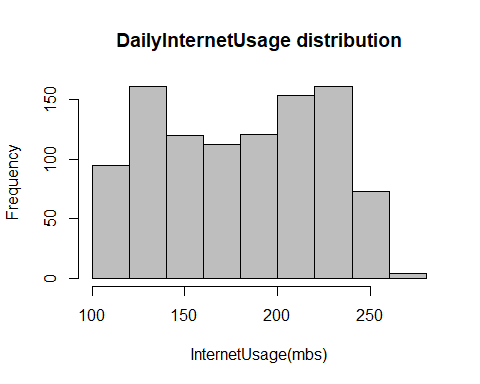 DailyInternetUsage distribution
Frequency
150
100
50
0
100 150 200 250
InternetUsage(mbs)